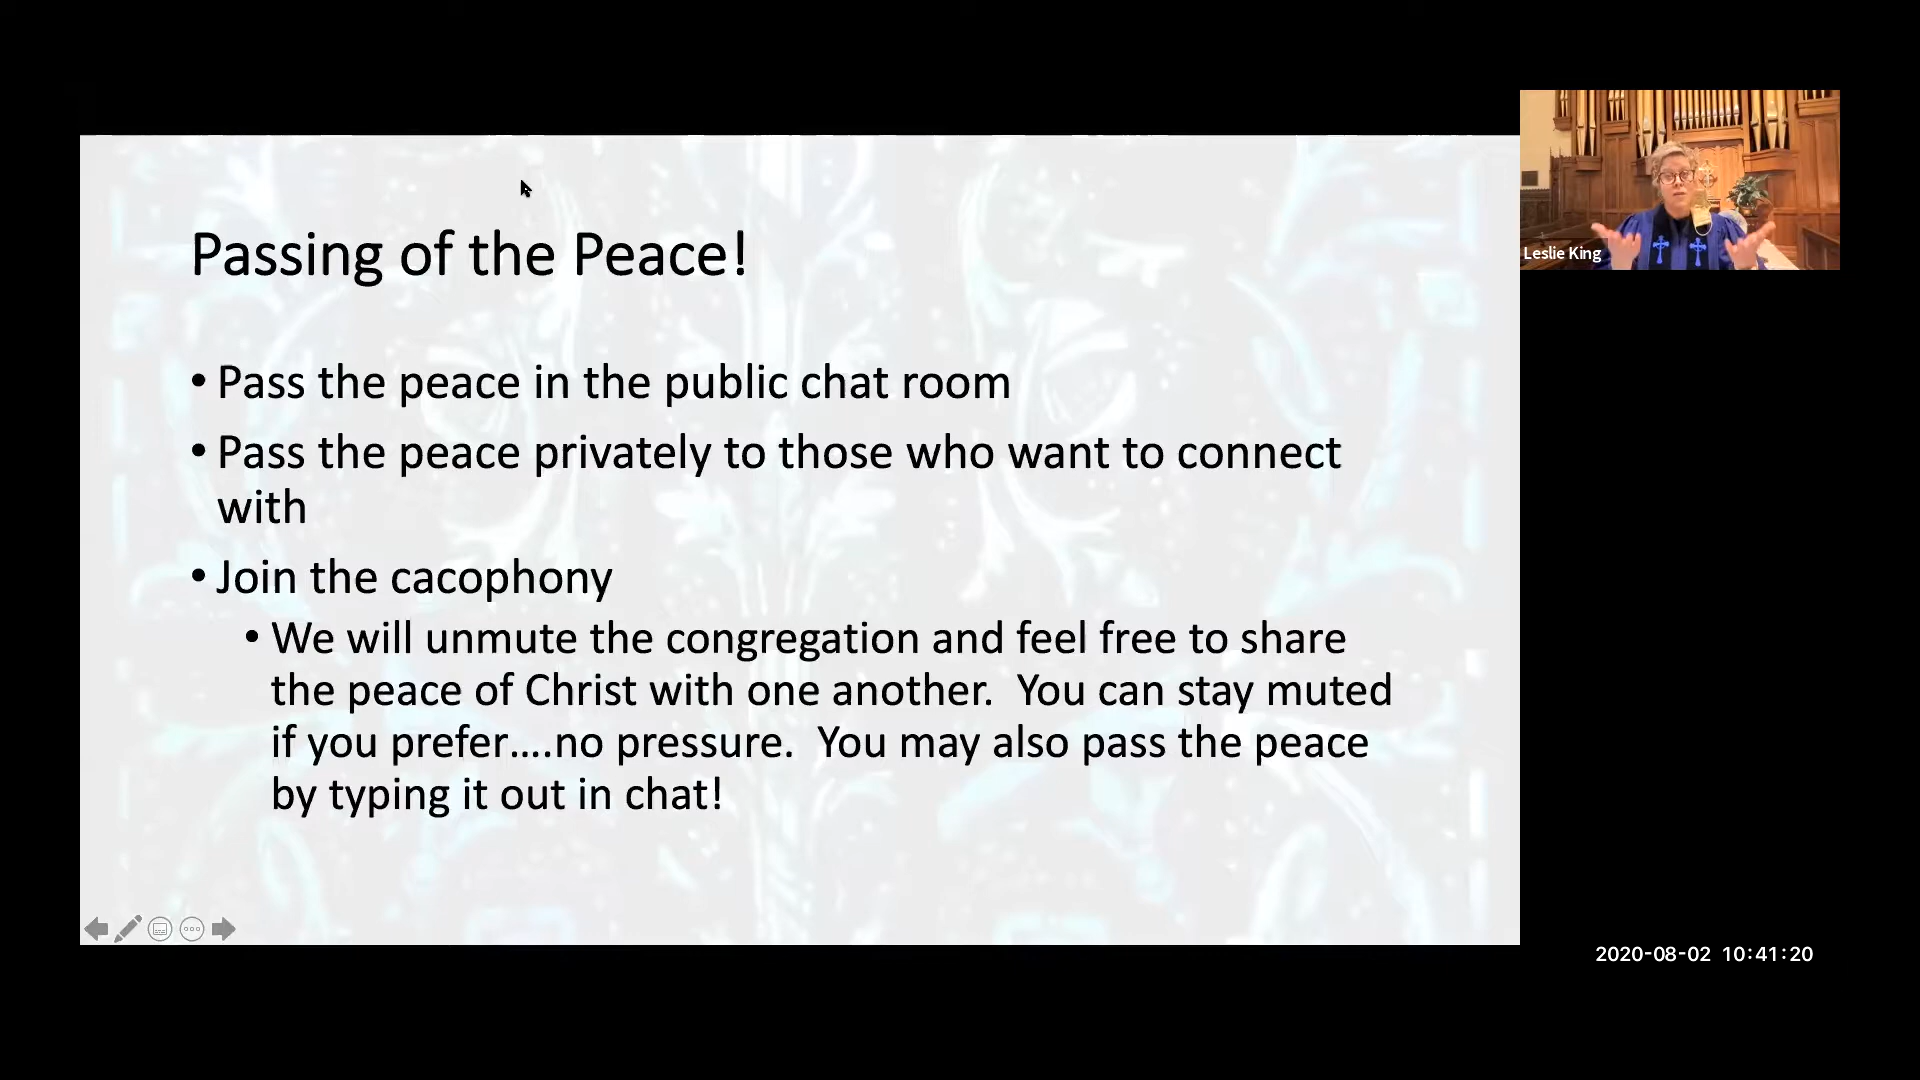 Passing of the Peace!
• Pass the peace in the public chat room
• Pass the peace privately to those who want to connect
with
• Join the cacophony
• We will unmute the congregation and feel free to share
the peace of Christ with one another.  You can stay muted
if you prefer....no pressure.  You may also pass the peace
by typing it out in chat!
Leslie King
2020-08-02 10:41:20